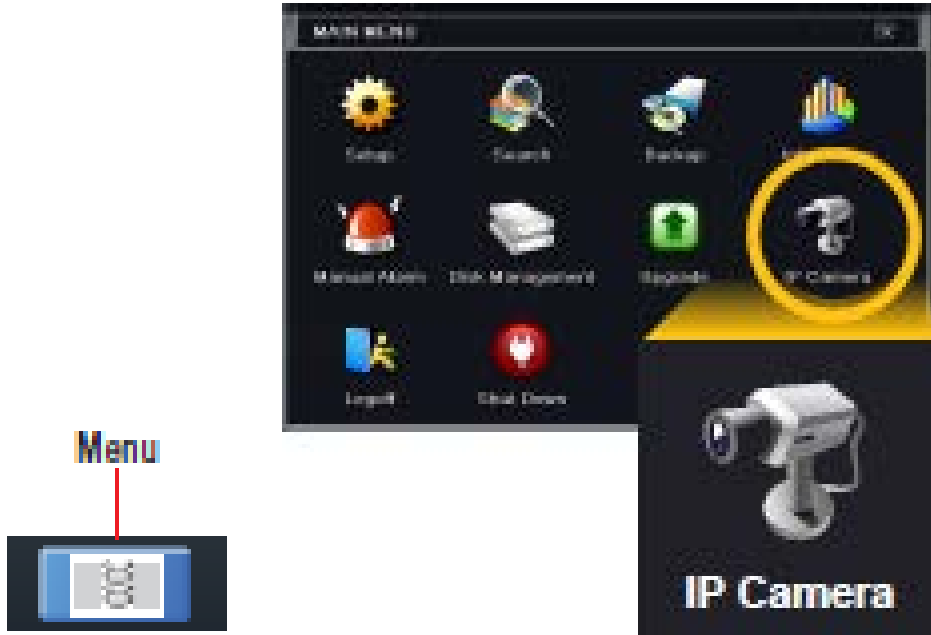 MAIN MENU
Setup Search Backup
Manual Alarm Disk Management Upgrade IP Camera
Logoff Shut Down
Menu
IP Camera